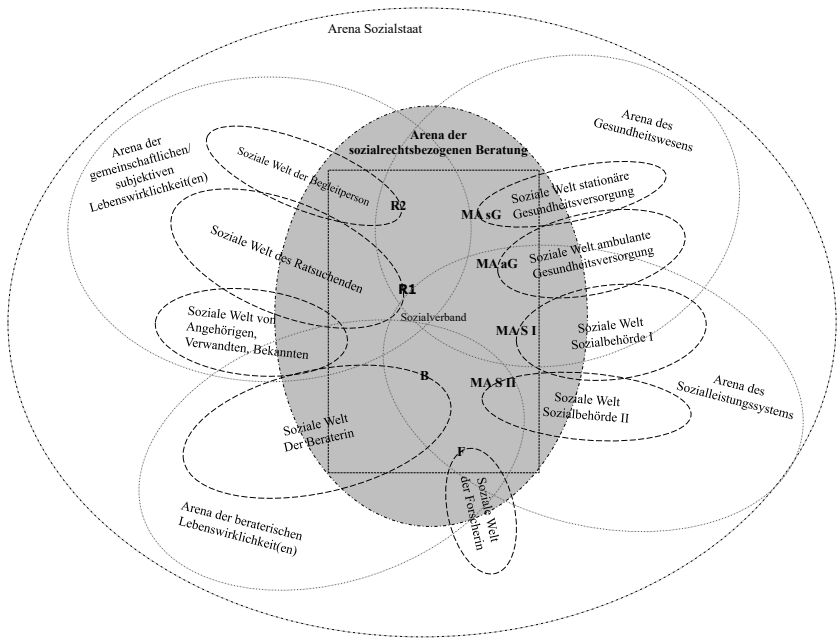 Arena Sozialstaat
Arena der
gemeinschaftlichen/
subjektiven
Lebenswirklichkeit(en)
Arena des
Gesundheitswesens
Arena der
sozialrechtsbezogenen Beratung
Soziale Welt der Begleitperson
R2
MA sG
Soziale Welt stationäre
Gesundheitsversorgung
Soziale Welt des Ratsuchenden
MA aG
Soziale Welt ambulante
Gesundheitsversorgung
R1
Sozialverband
Soziale Welt von
Angehörigen,
Verwandten, Bekannten
MA S I
Soziale Welt
Sozialbehörde I
B
MA S II
Soziale Welt
Sozialbehörde II
Arena des
Sozialleistungssystems
Soziale Welt
Der Beraterin
F
Soziale Welt
der Forscherin
Arena der beraterischen
Lebenswirklichkeit(en)